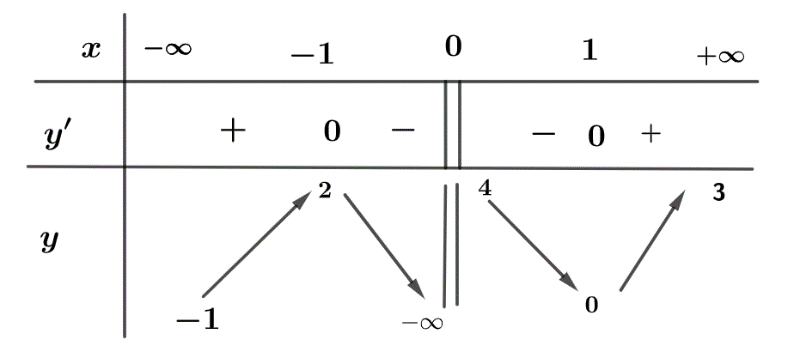 x −∞ −1 0 1 +∞
y′ + 0 − − 0 +
2 4 3
y
−1 −∞ 0